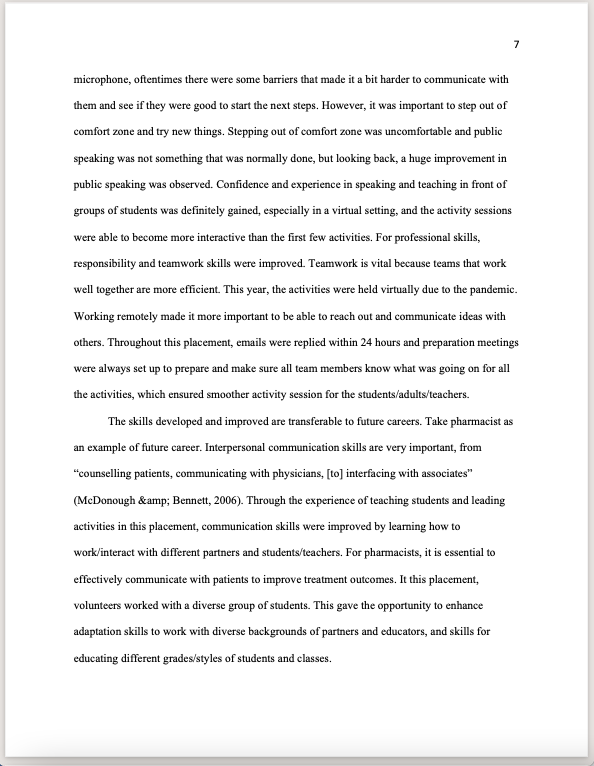 7
microphone, oftentimes there were some barriers that made it a bit harder to communicate with
them and see if they were good to start the next steps. However, it was important to step out of
comfort zone and try new things. Stepping out of comfort zone was uncomfortable and public
speaking was not something that was normally done, but looking back, a huge improvement in
public speaking was observed. Confidence and experience in speaking and teaching in front of
groups of students was definitely gained, especially in a virtual setting, and the activity sessions
were able to become more interactive than the first few activities. For professional skills,
responsibility and teamwork skills were improved. Teamwork is vital because teams that work
well together are more efficient. This year, the activities were held virtually due to the pandemic.
Working remotely made it more important to be able to reach out and communicate ideas with
others. Throughout this placement, emails were replied within 24 hours and preparation meetings
were always set up to prepare and make sure all team members know what was going on for all
the activities, which ensured smoother activity session for the students/adults/teachers.
The skills developed and improved are transferable to future careers. Take pharmacist as
an example of future career. Interpersonal communication skills are very important, from
“counselling patients, communicating with physicians, [to] interfacing with associates”
(McDonough &amp; Bennett, 2006). Through the experience of teaching students and leading
activities in this placement, communication skills were improved by learning how to
work/interact with different partners and students/teachers. For pharmacists, it is essential to
effectively communicate with patients to improve treatment outcomes. It this placement,
volunteers worked with a diverse group of students. This gave the opportunity to enhance
adaptation skills to work with diverse backgrounds of partners and educators, and skills for
educating different grades/styles of students and classes.